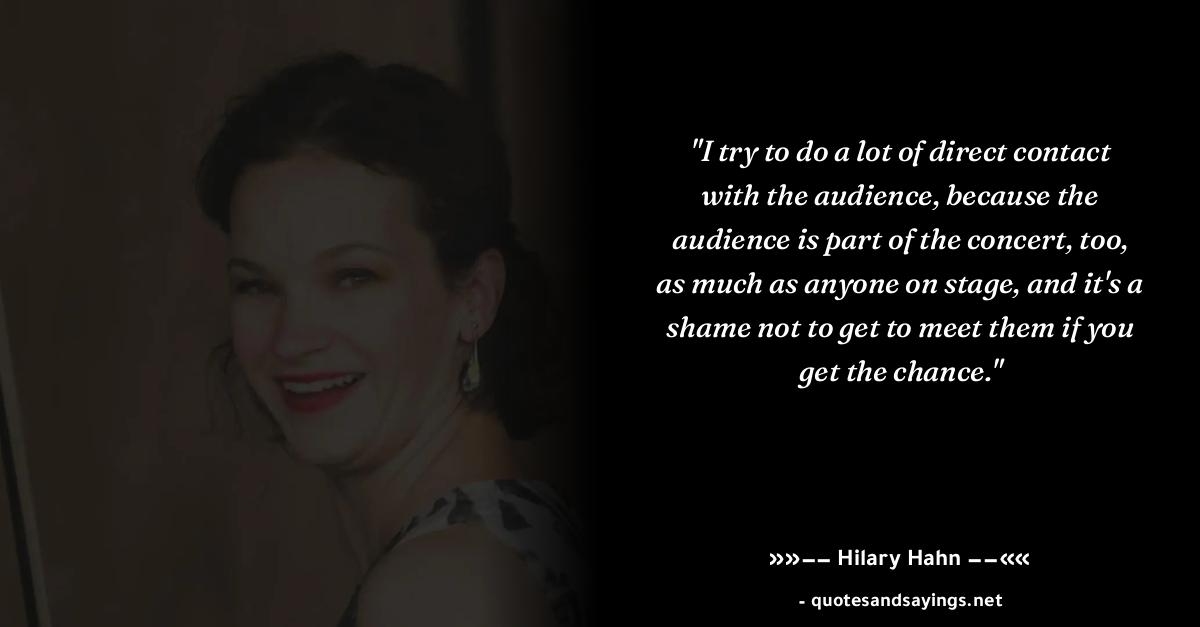 "I try to do a lot of direct contact
with the audience, because the
audience is part of the concert, too,
as much as anyone on stage, and it's a
shame not to get to meet them if you
get the chance."
»»–– Hilary Hahn ––««
- quotesandsayings.net